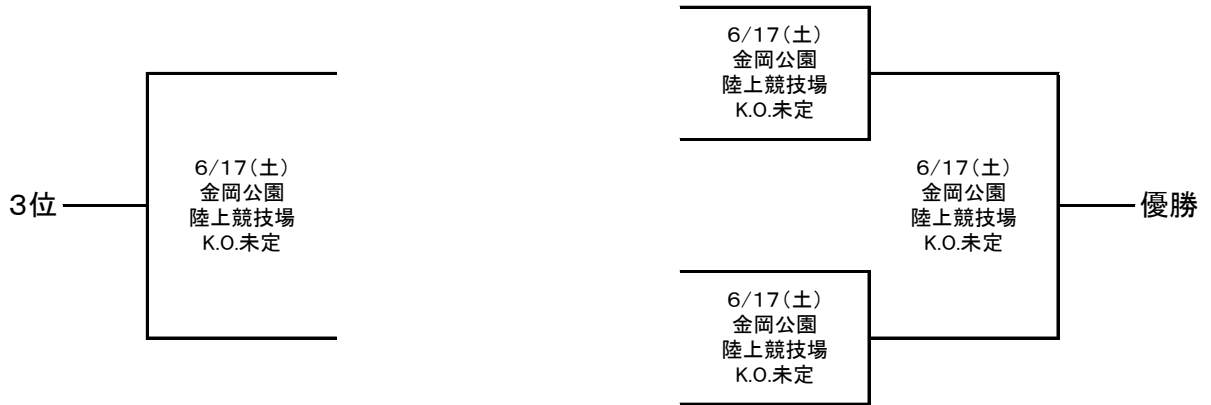 6/17(土)
金岡公園
陸上競技場
K.O.未定
3位
6/17(土)
金岡公園
陸上競技場
K.O.未定
6/17(土)
金岡公園
陸上競技場
K.O.未定
優勝
6/17(土)
金岡公園
陸上競技場
K.O.未定